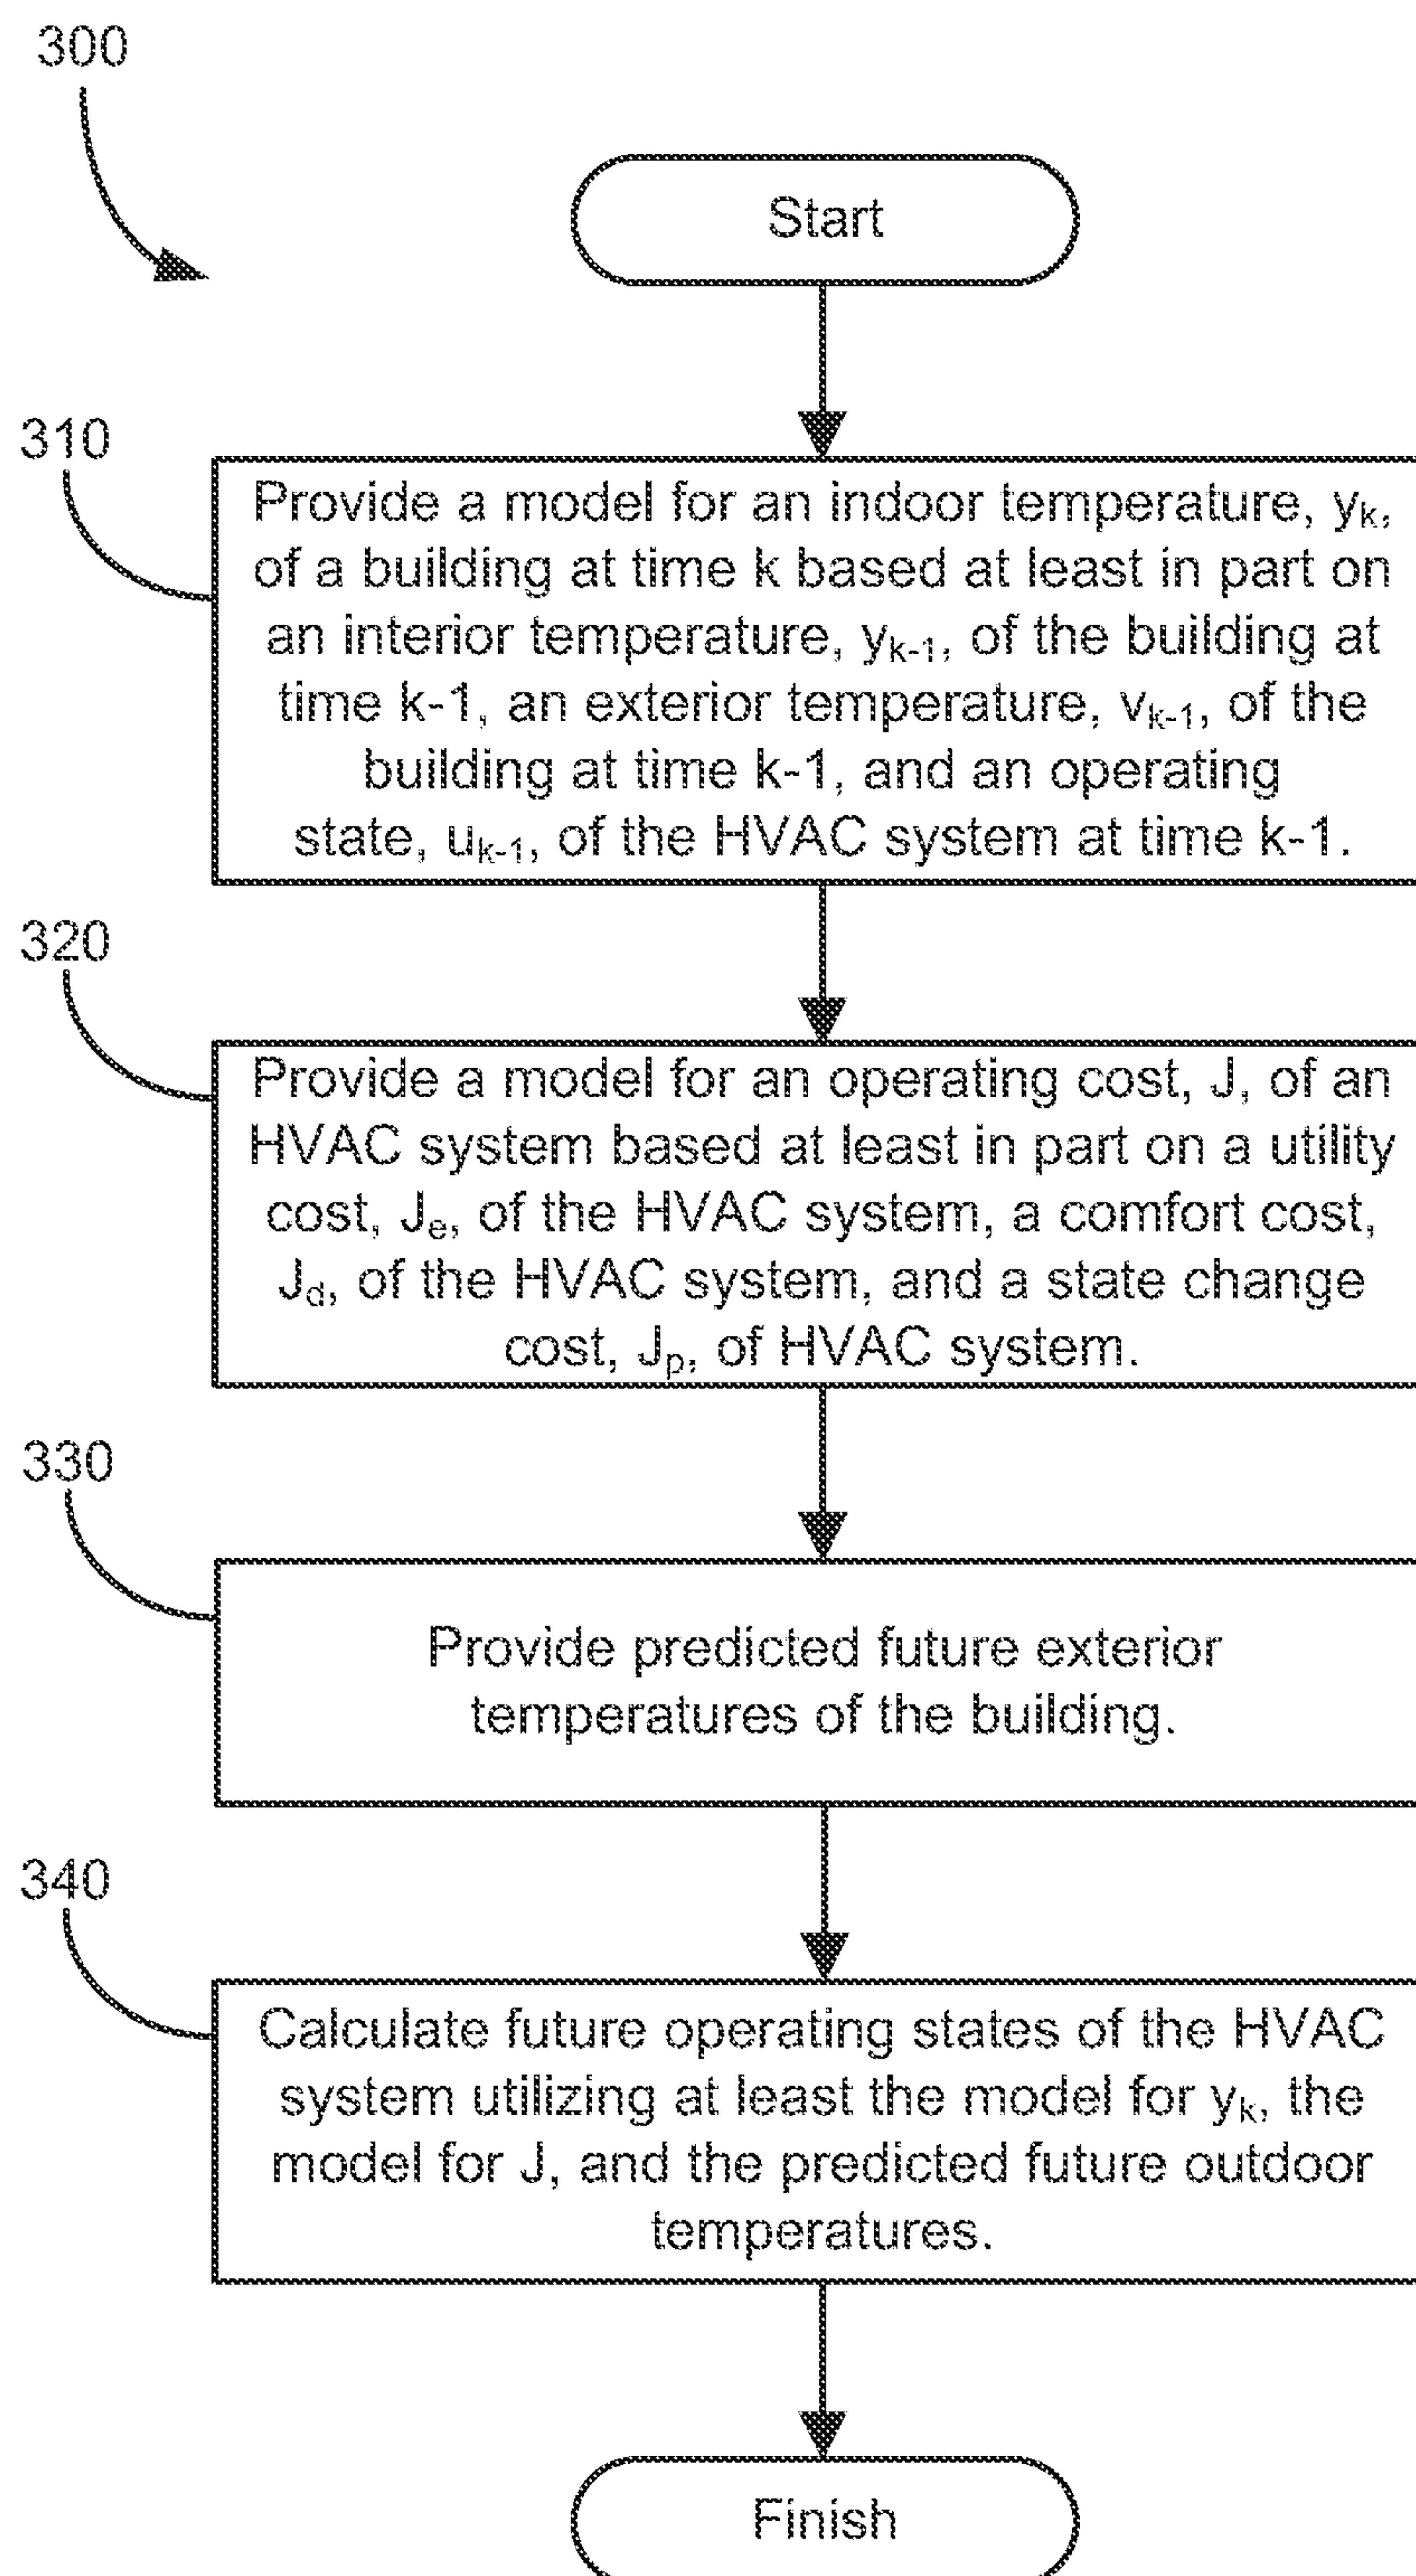 300
Start
310
Provide a model for an indoor temperature, yₖ,
of a building at time k based at least in part on
an interior temperature, yₖ₋₁, of the building at
time k-1, an exterior temperature, vₖ₋₁, of the
building at time k-1, and an operating
state, uₖ₋₁, of the HVAC system at time k-1.
320
Provide a model for an operating cost, J, of an
HVAC system based at least in part on a utility
cost, Jₑ, of the HVAC system, a comfort cost,
J_d, of the HVAC system, and a state change
cost, Jₚ, of HVAC system.
330
Provide predicted future exterior
temperatures of the building.
340
Calculate future operating states of the HVAC
system utilizing at least the model for yₖ, the
model for J, and the predicted future outdoor
temperatures.
Finish